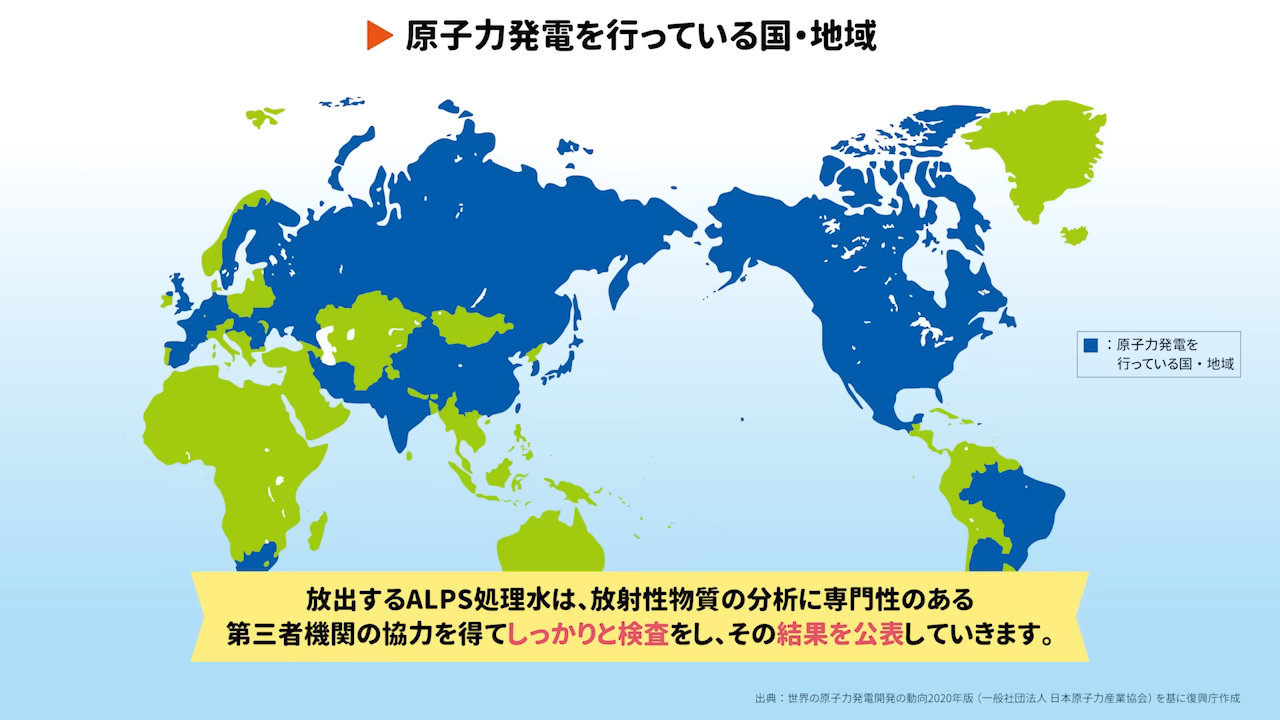 ▶ 原子力発電を行っている国・地域
：原子力発電を
行っている国・地域
放出するALPS処理水は、放射性物質の分析に専門性のある
第三者機関の協力を得てしっかりと検査をし、その結果を公表していきます。
出典：世界の原子力発電開発の動向2020年版（一般社団法人 日本原子力産業協会）を基に復興庁作成